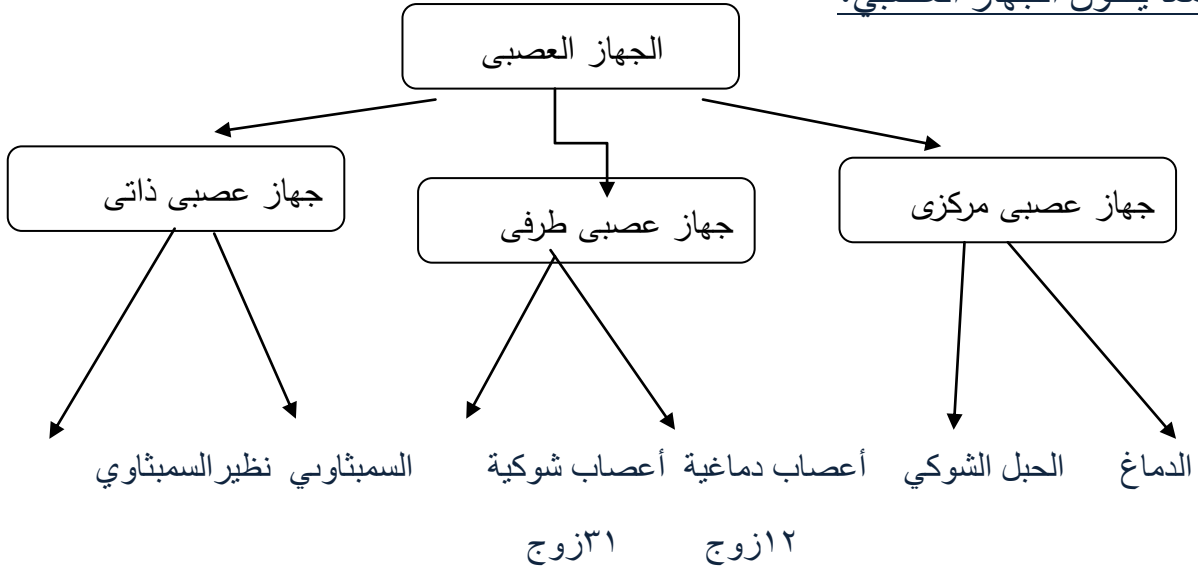 الجهاز العصبى
جهاز عصبى مركزى
جهاز عصبى طرفى
جهاز عصبى ذاتى
الدماغ
الحبل الشوكي
أعصاب دماغية
١٢زوج
أعصاب شوكية
٣١زوج
السمبثاوىي
نظيرالسمبثاوي